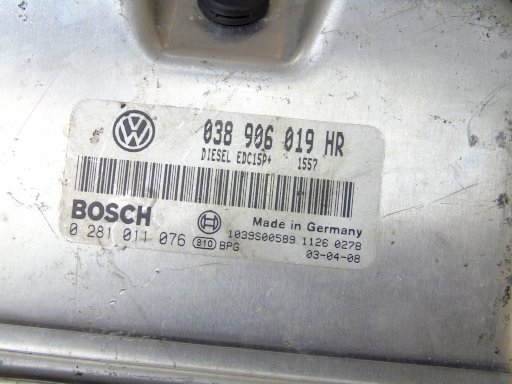 038 906 019 HR
DIESEL EDC15P+ 1557
BOSCH
Made in Germany
0 281 011 076 810 BPG 1039S00589 1126 0278
03-04-08